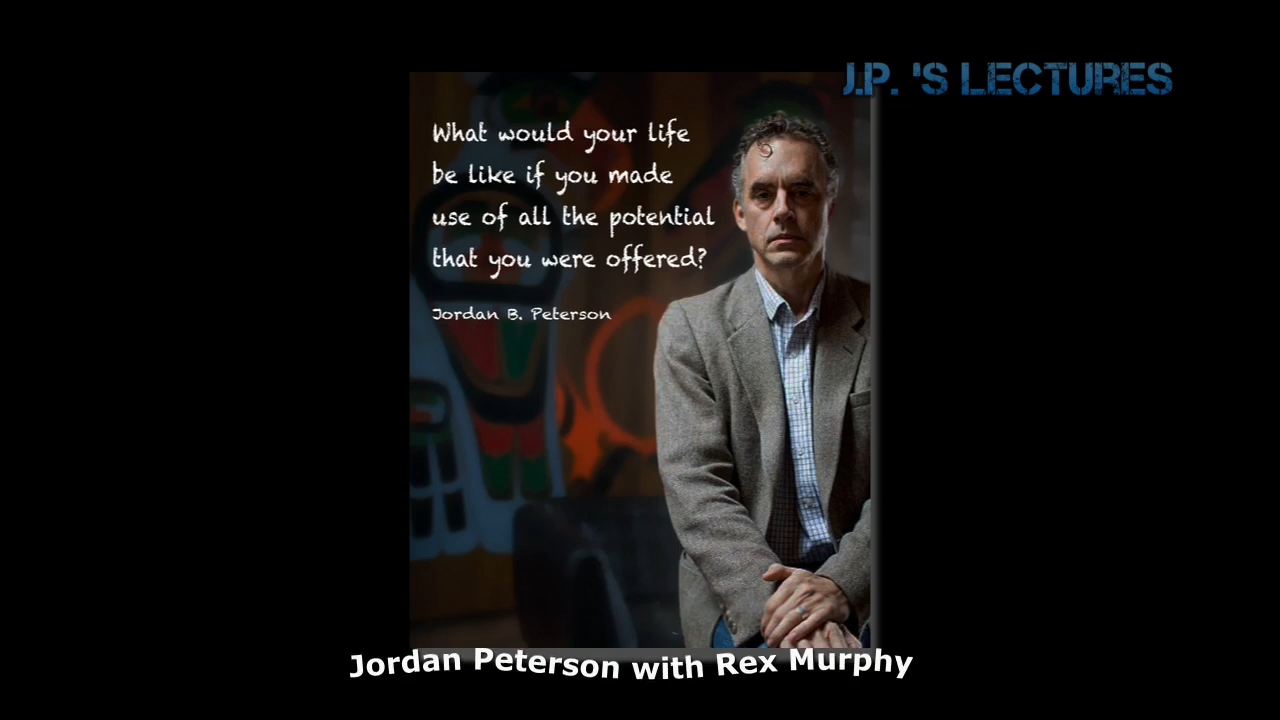 J.P. 'S LECTURES
What would your life
be like if you made
use of all the potential
that you were offered?
Jordan B. Peterson
Jordan Peterson with Rex Murphy